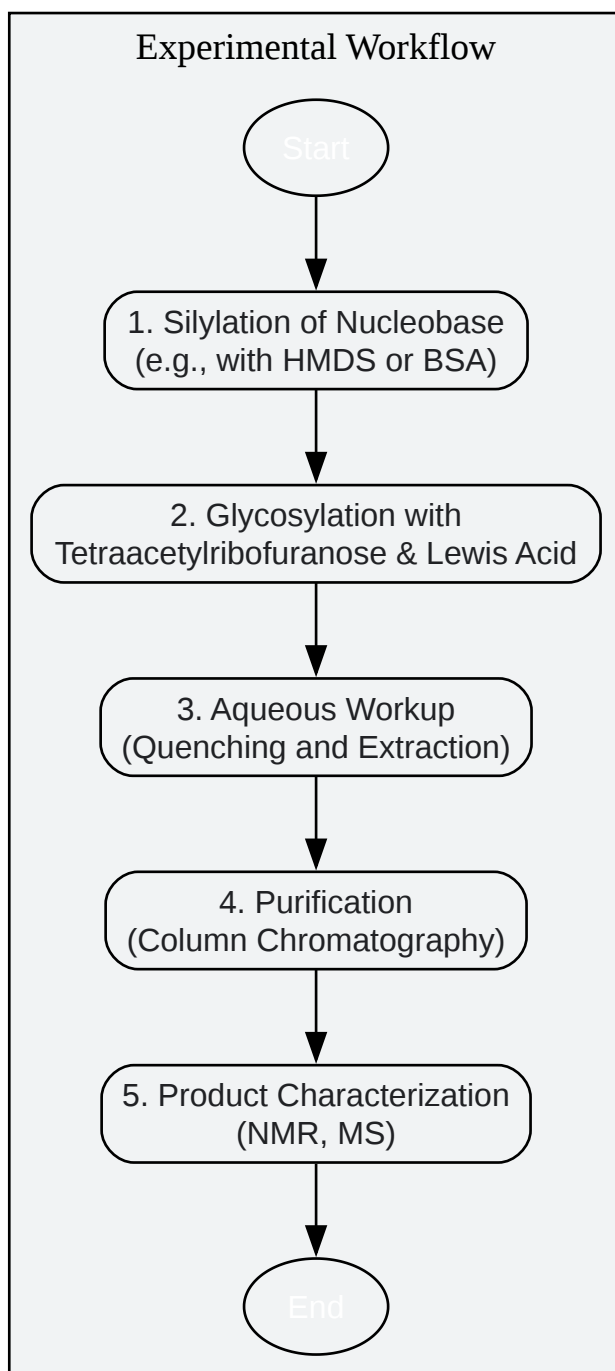 Experimental Workflow
Start
1. Silylation of Nucleobase
(e.g., with HMDS or BSA)
2. Glycosylation with
Tetraacetylribofuranose & Lewis Acid
3. Aqueous Workup
(Quenching and Extraction)
4. Purification
(Column Chromatography)
5. Product Characterization
(NMR, MS)
End